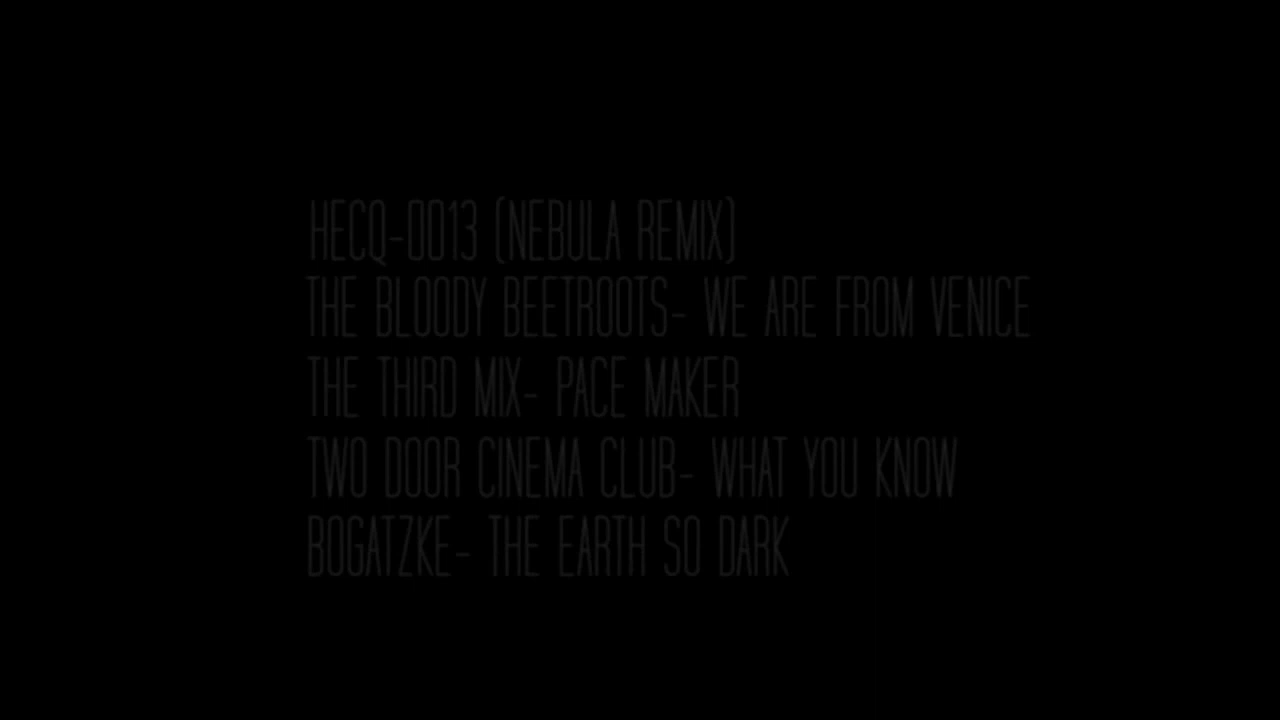 HECQ-0013 (NEBULA REMIX)
THE BLOODY BEETROOTS- WE ARE FROM VENICE
THE THIRD MIX- PACE MAKER
TWO DOOR CINEMA CLUB- WHAT YOU KNOW
BOGATZKE- THE EARTH SO DARK